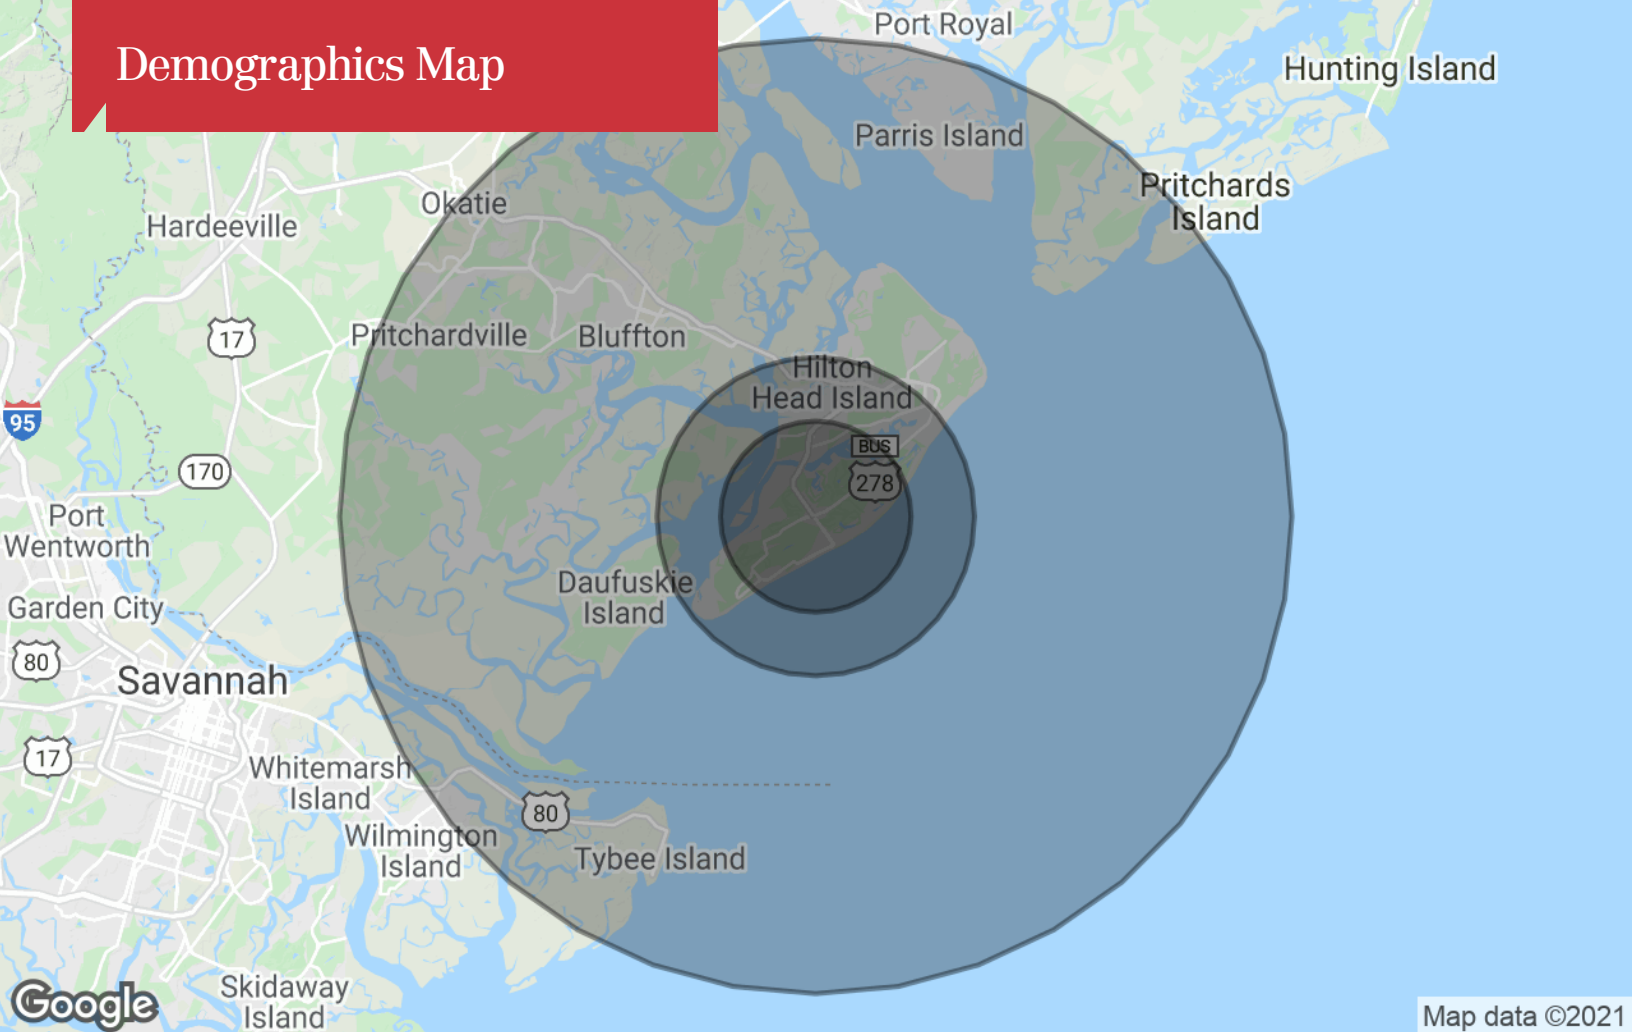 Demographics Map
Port Royal
Hunting Island
Parris Island
Pritchards
Island
Okatie
Hardeeville
17
Pritchardville
Bluffton
Hilton
Head Island
95
BUS
278
170
Port
Wentworth
Daufuskie
Island
Garden City
80
Savannah
17
Whitemarsh
Island
80
Wilmington
Island
Tybee Island
Skidaway
Island
Google
Map data ©2021